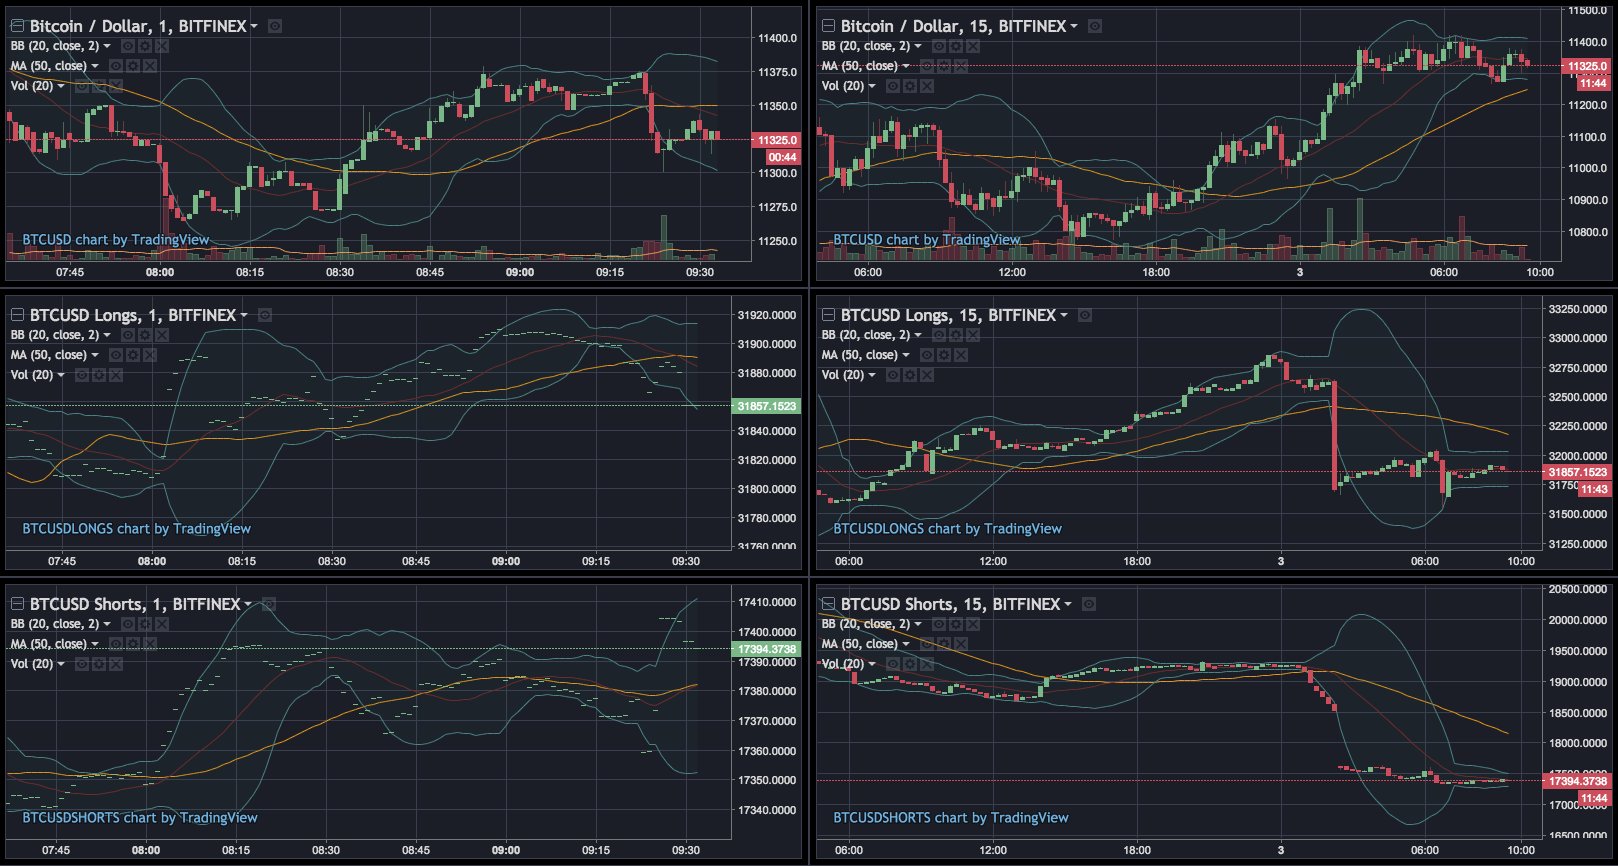 Bitcoin / Dollar, 1, BITFINEX
BB (20, close, 2)
MA (50, close)
Vol (20)
11400.0
11375.0
11350.0
11325.0
00:44
11300.0
11275.0
11250.0
BTCUSD chart by TradingView
07:45 08:00 08:15 08:30 08:45 09:00 09:15 09:30
Bitcoin / Dollar, 15, BITFINEX
BB (20, close, 2)
MA (50, close)
Vol (20)
11500.0
11400.0
11325.0
11:44
11200.0
11100.0
11000.0
10900.0
10800.0
BTCUSD chart by TradingView
06:00 12:00 18:00 3 06:00 10:00
BTCUSD Longs, 1, BITFINEX
BB (20, close, 2)
MA (50, close)
Vol (20)
31920.0000
31900.0000
31880.0000
31857.1523
31840.0000
31820.0000
31800.0000
31780.0000
31760.0000
BTCUSDLONGS chart by TradingView
07:45 08:00 08:15 08:30 08:45 09:00 09:15 09:30
BTCUSD Longs, 15, BITFINEX
BB (20, close, 2)
MA (50, close)
Vol (20)
33250.0000
33000.0000
32750.0000
32500.0000
32250.0000
32000.0000
31857.1523
11:43
31500.0000
31250.0000
BTCUSDLONGS chart by TradingView
06:00 12:00 18:00 3 06:00 10:00
BTCUSD Shorts, 1, BITFINEX
BB (20, close, 2)
MA (50, close)
Vol (20)
17410.0000
17400.0000
17394.3738
17390.0000
17380.0000
17370.0000
17360.0000
17350.0000
17340.0000
BTCUSDSHORTS chart by TradingView
07:45 08:00 08:15 08:30 08:45 09:00 09:15 09:30
BTCUSD Shorts, 15, BITFINEX
BB (20, close, 2)
MA (50, close)
Vol (20)
20500.0000
20000.0000
19500.0000
19000.0000
18500.0000
18000.0000
17394.3738
11:44
16500.0000
BTCUSDSHORTS chart by TradingView
06:00 12:00 18:00 3 06:00 10:00